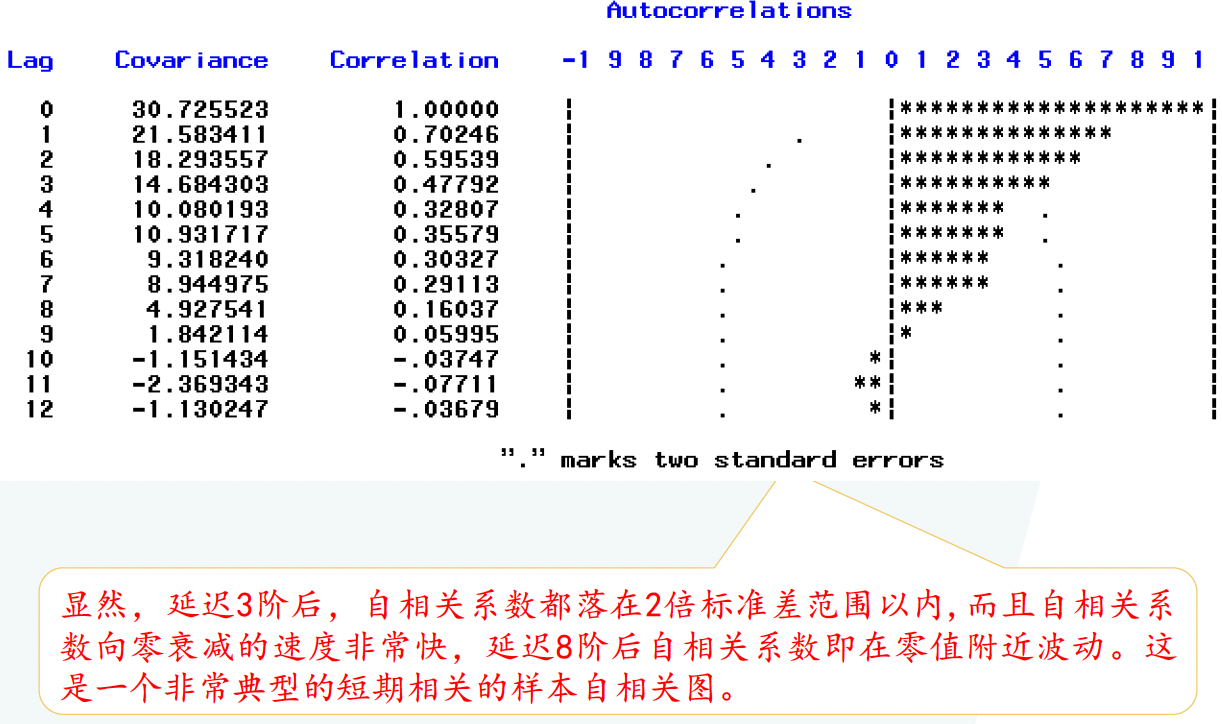 Autocorrelations
Lag Covariance Correlation -1 9 8 7 6 5 4 3 2 1 0 1 2 3 4 5 6 7 8 9 1
0 30.725523 1.00000 | |********************|
1 21.583411 0.70246 | . |************** |
2 18.293557 0.59539 | . |************ |
3 14.684303 0.47792 | . |********** |
4 10.080193 0.32807 | . |******* . |
5 10.931717 0.35579 | . |******* . |
6 9.318240 0.30327 | . |****** . |
7 8.944975 0.29113 | . |****** . |
8 4.927541 0.16037 | . |*** . |
9 1.842114 0.05995 | . |* . |
10 -1.151434 -.03747 | . *| . |
11 -2.369343 -.07711 | . **| . |
12 -1.130247 -.03679 | . *| . |
"." marks two standard errors
显然，延迟3阶后，自相关系数都落在2倍标准差范围以内,而且自相关系
数向零衰减的速度非常快，延迟8阶后自相关系数即在零值附近波动。这
是一个非常典型的短期相关的样本自相关图。